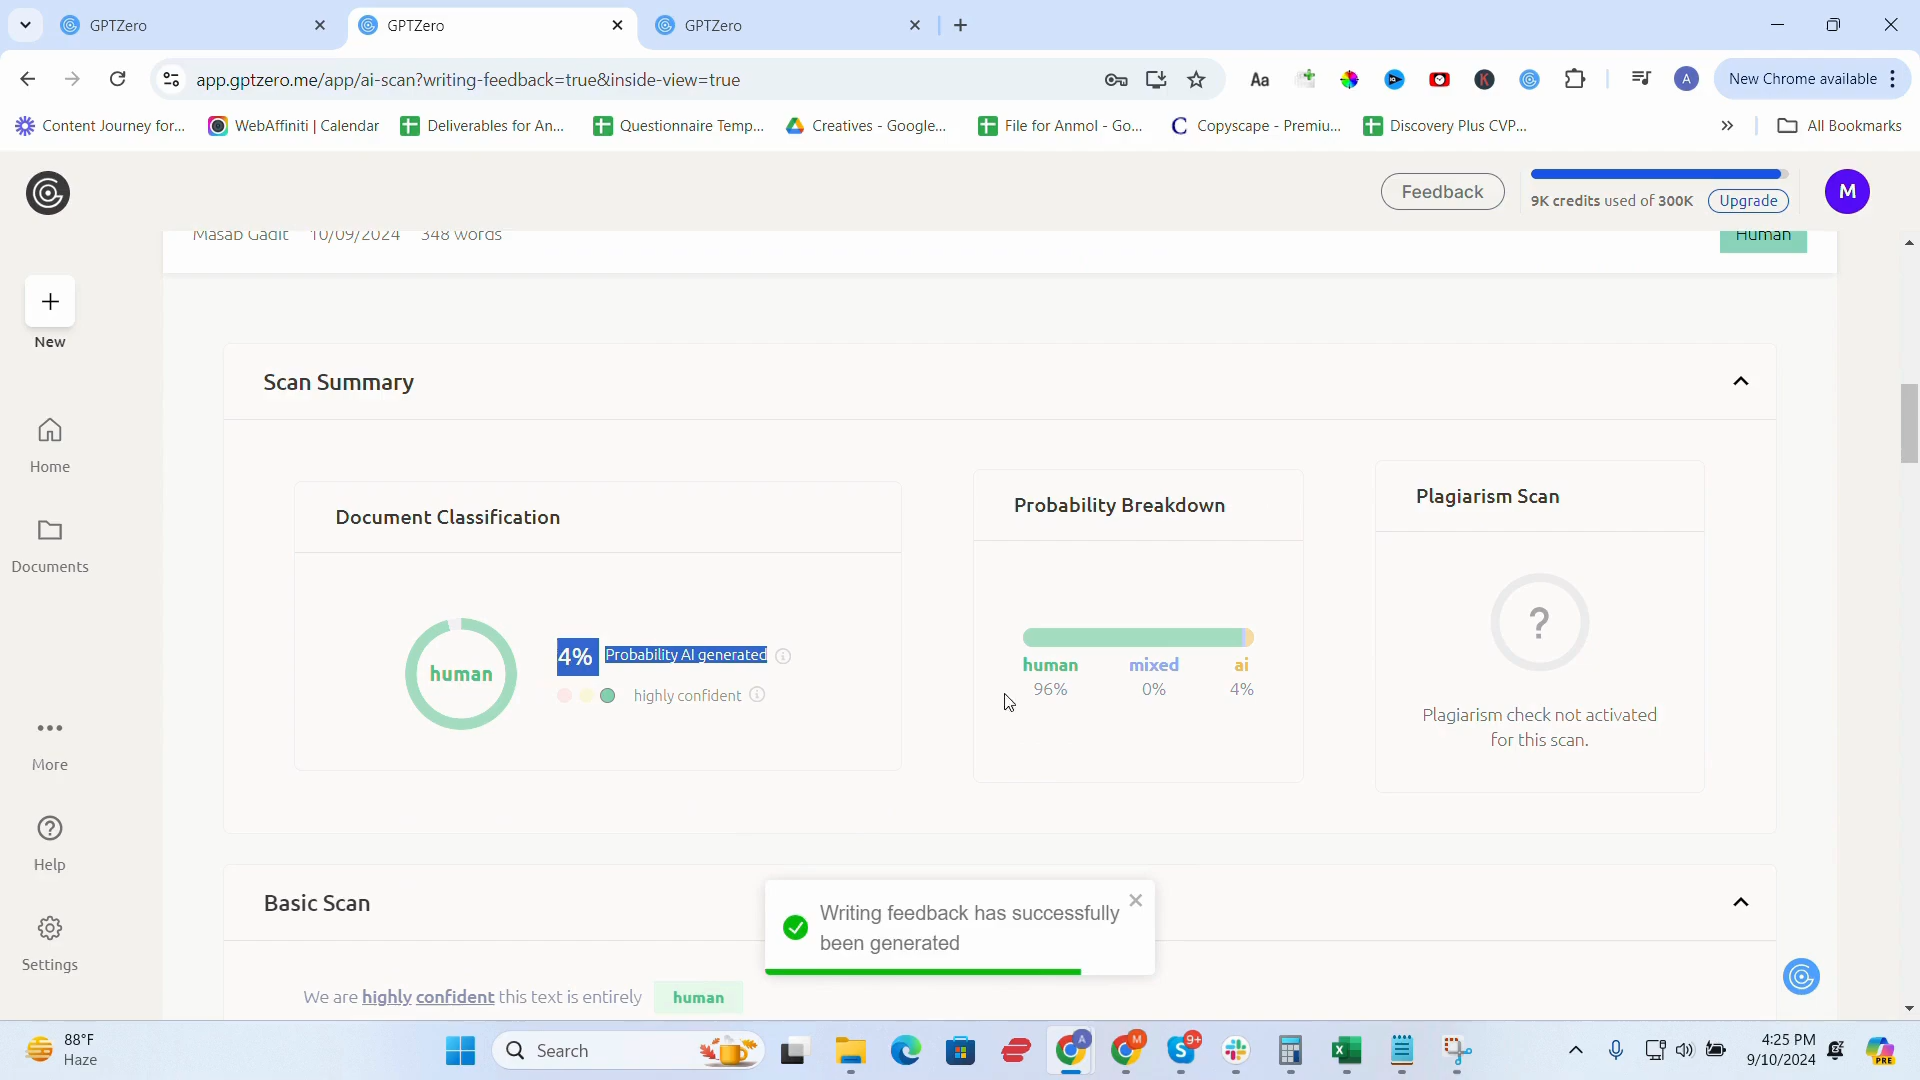 GPTZero
GPTZero
GPTZero
app.gptzero.me/app/ai-scan?writing-feedback=true&inside-view=true
Aa
K
A
New Chrome available
Content Journey for...
WebAffiniti | Calendar
Deliverables for An...
Questionnaire Temp...
Creatives - Google...
File for Anmol - Go...
Copyscape - Premiu...
Discovery Plus CVP...
All Bookmarks
Feedback
9K credits used of 300K
Upgrade
M
Masab Gadit 10/09/2024 348 words
Human
New
Home
Documents
More
Help
Settings
Scan Summary
Document Classification
human
4% Probability AI generated
highly confident
Probability Breakdown
human mixed ai
96% 0% 4%
Plagiarism Scan
?
Plagiarism check not activated
for this scan.
Basic Scan
We are highly confident this text is entirely human
Writing feedback has successfully
been generated
88°F
Haze
Search
A
M
9+
4:25 PM
9/10/2024
PRE